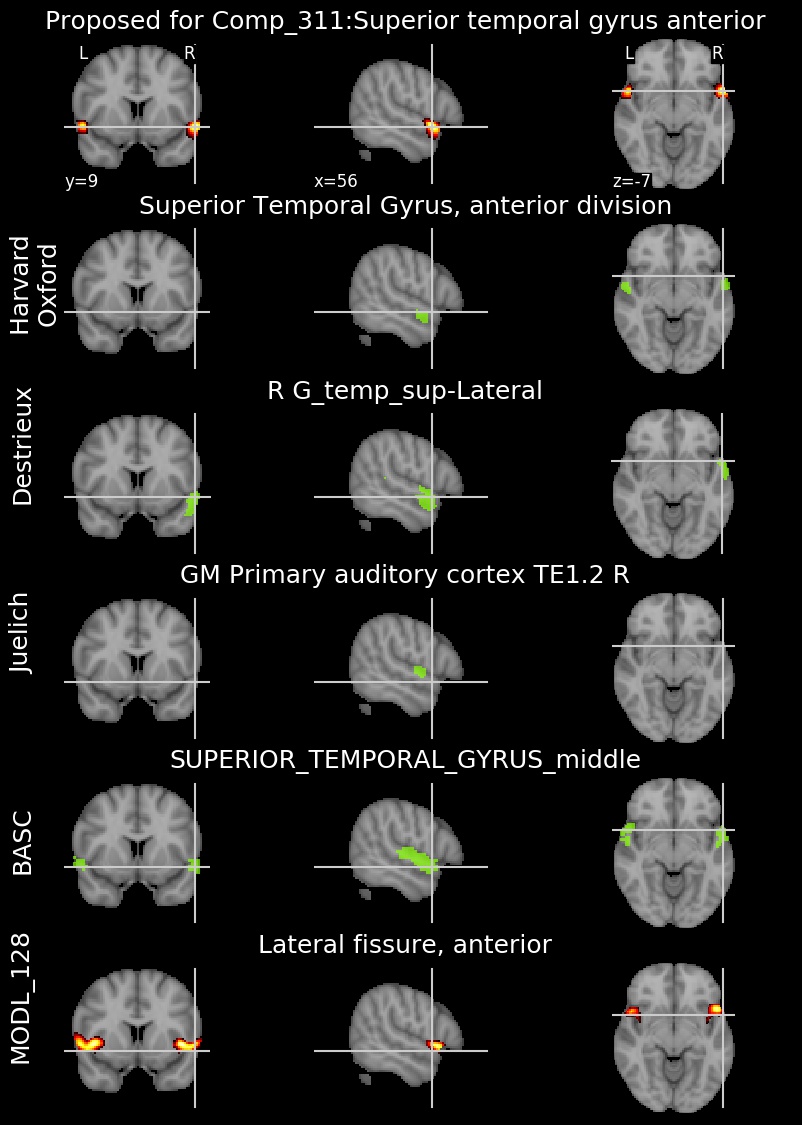 Proposed for Comp_311:Superior temporal gyrus anterior
L R
L R
y=9
x=56
z=-7
Superior Temporal Gyrus, anterior division
Harvard
Oxford
R G_temp_sup-Lateral
Destrieux
GM Primary auditory cortex TE1.2 R
Juelich
SUPERIOR_TEMPORAL_GYRUS_middle
BASC
Lateral fissure, anterior
MODL_128